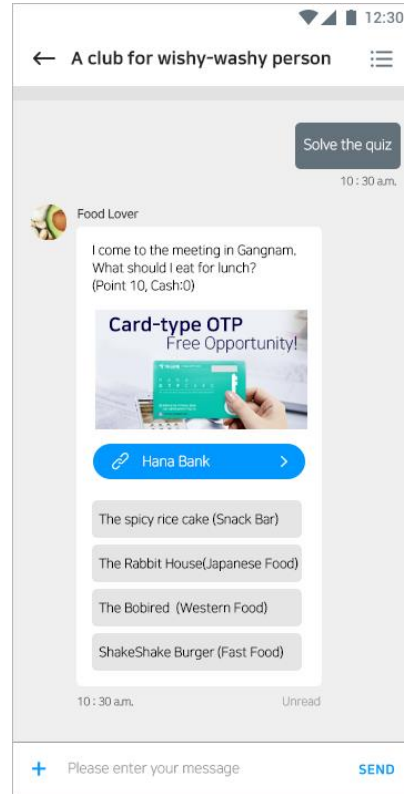 12:30
A club for wishy-washy person
Solve the quiz
10 : 30 a.m.
Food Lover
I come to the meeting in Gangnam.
What should I eat for lunch?
(Point 10, Cash:0)
Card-type OTP
Free Opportunity!
Hana Bank
The spicy rice cake (Snack Bar)
The Rabbit House(Japanese Food)
The Bobired (Western Food)
ShakeShake Burger (Fast Food)
10 : 30 a.m.
Unread
Please enter your message
SEND